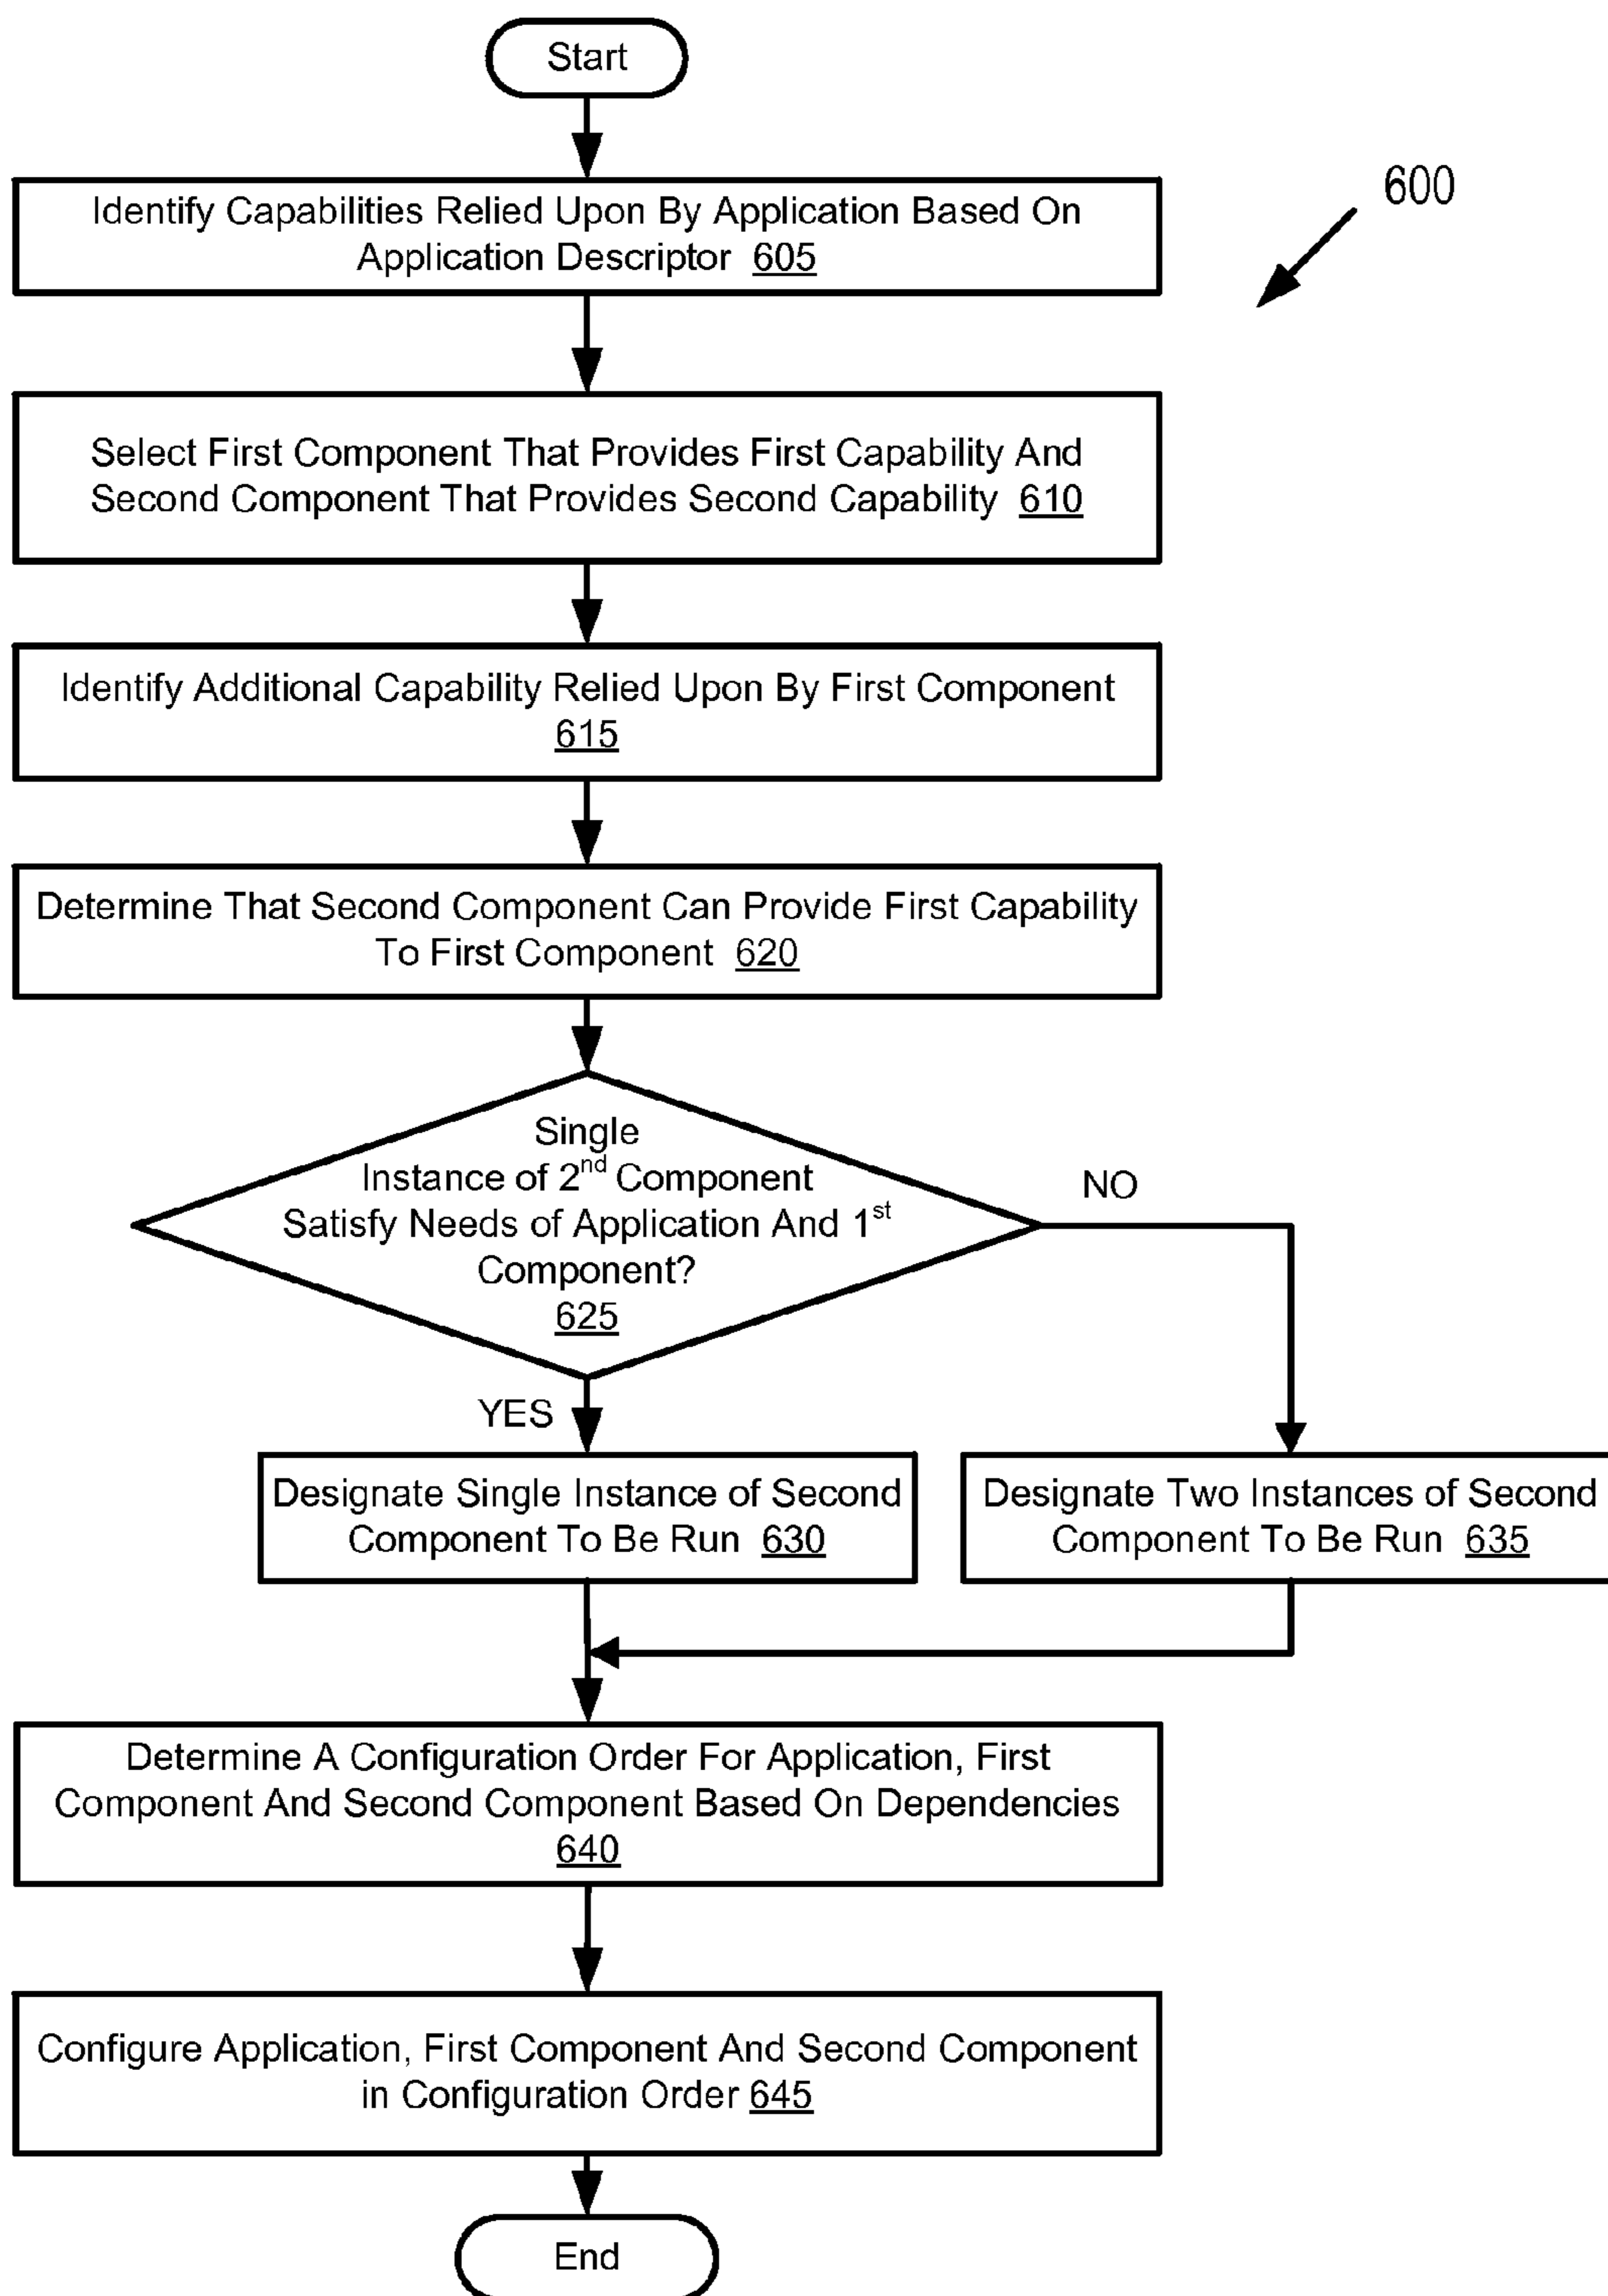 Start
600
Identify Capabilities Relied Upon By Application Based On
Application Descriptor 605
Select First Component That Provides First Capability And
Second Component That Provides Second Capability 610
Identify Additional Capability Relied Upon By First Component
615
Determine That Second Component Can Provide First Capability
To First Component 620
Single
Instance of 2nd Component
Satisfy Needs of Application And 1st
Component?
625
NO
YES
Designate Single Instance of Second
Component To Be Run 630
Designate Two Instances of Second
Component To Be Run 635
Determine A Configuration Order For Application, First
Component And Second Component Based On Dependencies
640
Configure Application, First Component And Second Component
in Configuration Order 645
End